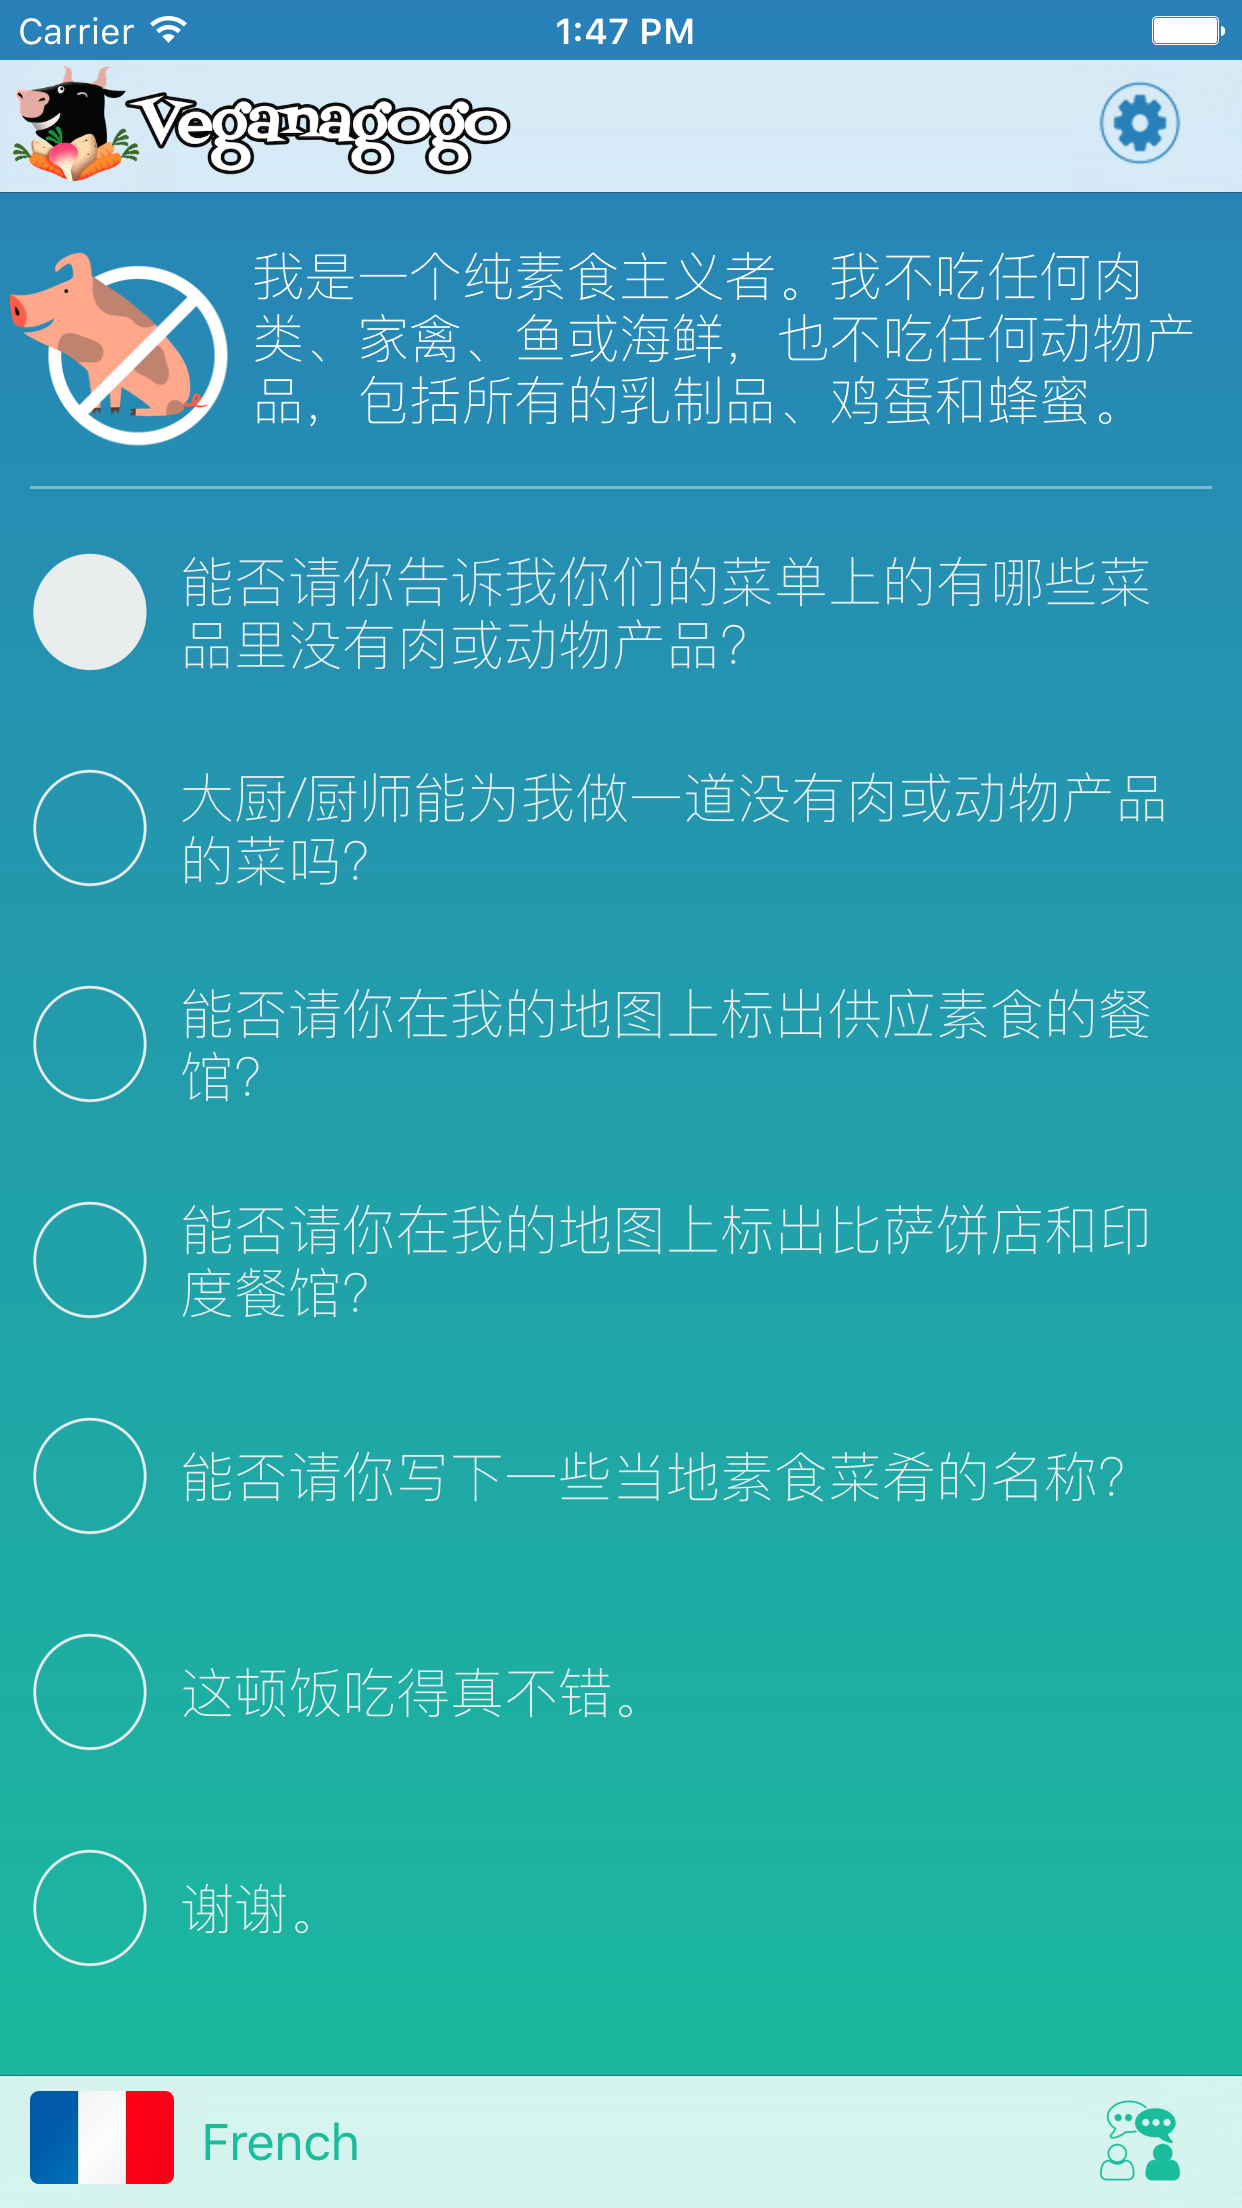 Carrier 1:47 PM
Veganagogo
我是一个纯素食主义者。我不吃任何肉
类、家禽、鱼或海鲜，也不吃任何动物产
品，包括所有的乳制品、鸡蛋和蜂蜜。
能否请你告诉我你们的菜单上的有哪些菜
品里没有肉或动物产品？
大厨/厨师能为我做一道没有肉或动物产品
的菜吗？
能否请你在我的地图上标出供应素食的餐
馆？
能否请你在我的地图上标出比萨饼店和印
度餐馆？
能否请你写下一些当地素食菜肴的名称？
这顿饭吃得真不错。
谢谢。
French